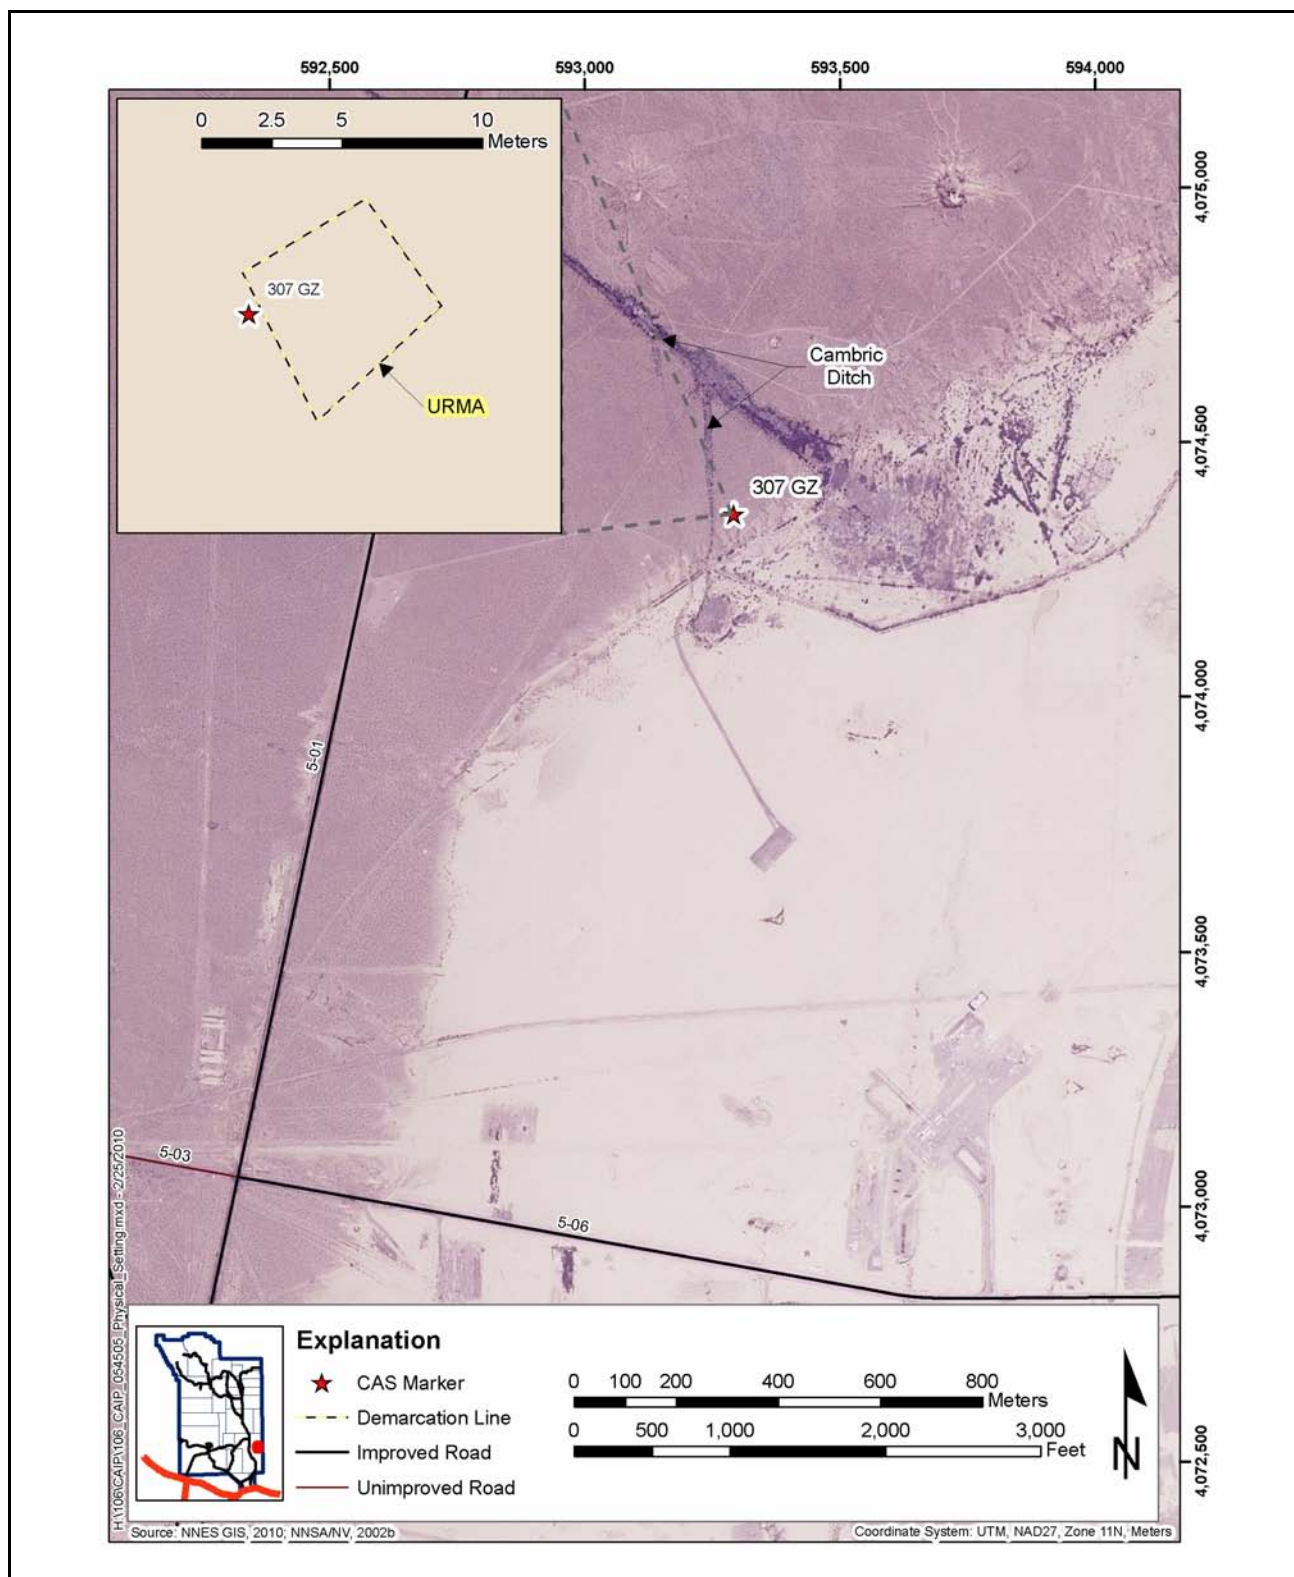 592,500 593,000 593,500 594,000
0 2.5 5 10
Meters
307 GZ
URMA
4,075,000
Cambric
Ditch
4,074,500
307 GZ
4,074,000
5-01
4,073,500
5-03
5-06
4,073,000
H:\106\CAIP\106_CAIP_054505_Physical_Setting.mxd - 2/25/2010
Explanation
CAS Marker
Demarcation Line
Improved Road
Unimproved Road
0 100 200 400 600 800
Meters
0 500 1,000 2,000 3,000
Feet
N
4,072,500
Source: NNES GIS, 2010; NNSA/NV, 2002b
Coordinate System: UTM, NAD27, Zone 11N, Meters